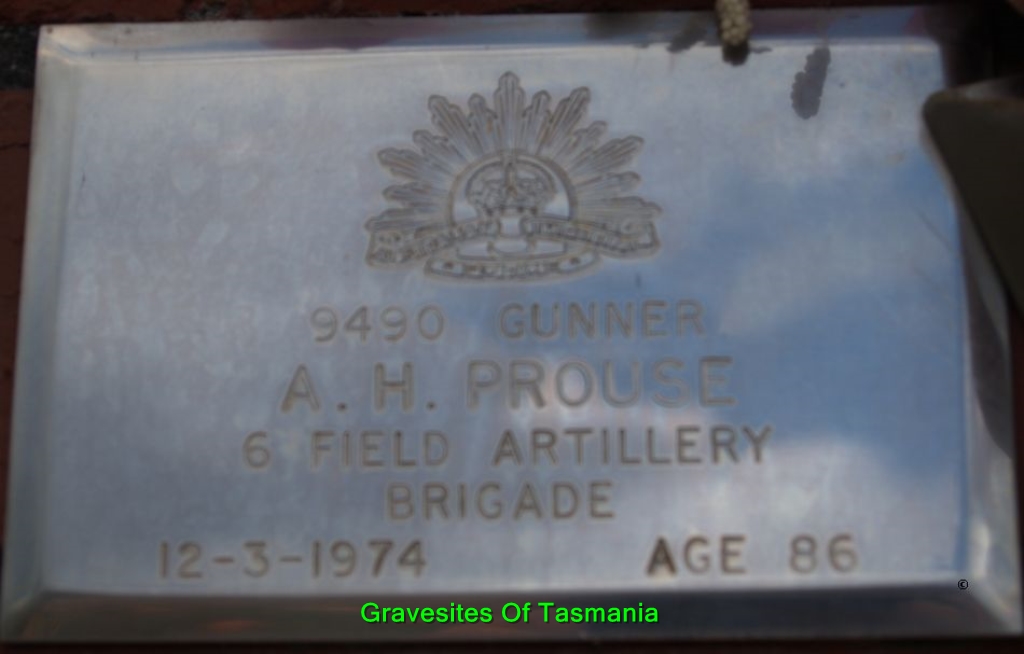 9490 GUNNER
A. H. PROUSE
6 FIELD ARTILLERY
BRIGADE
12-3-1974 AGE 86
©
Gravesites Of Tasmania